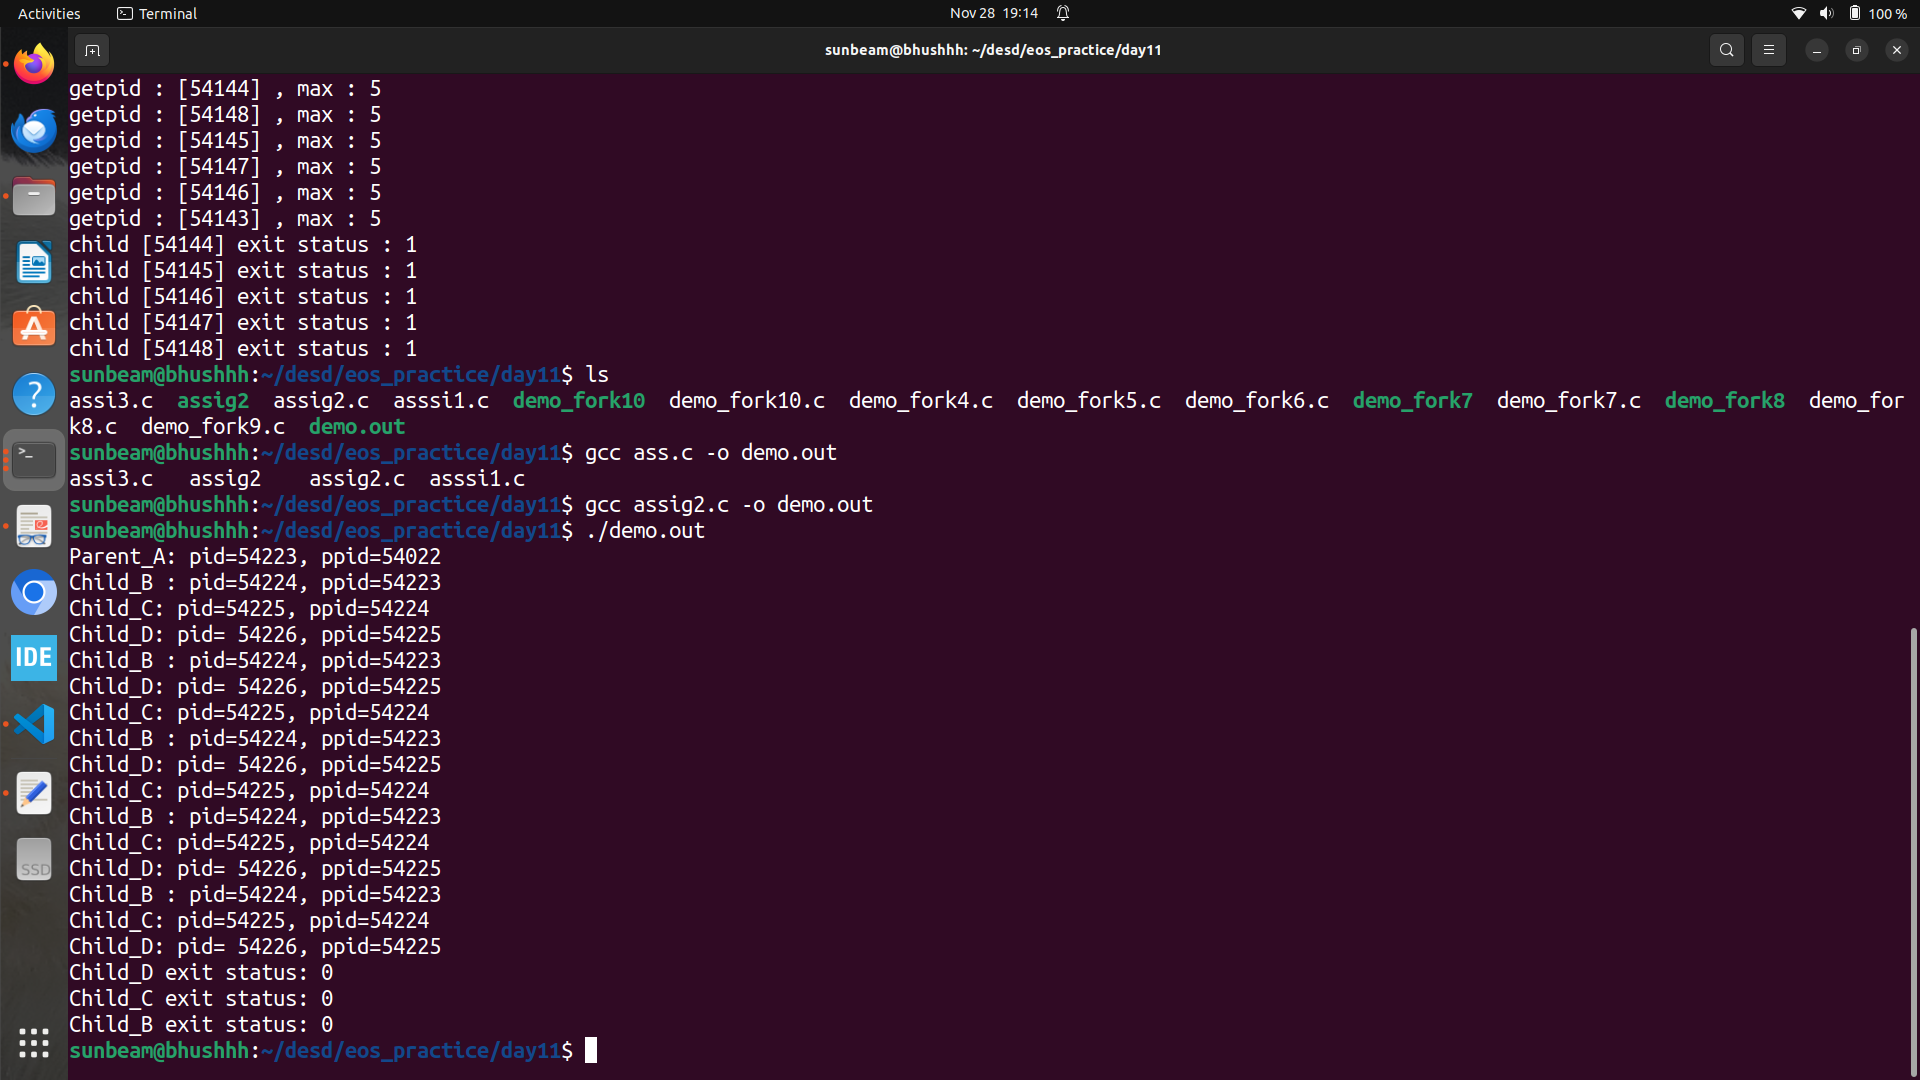 Activities Terminal Nov 28 19:14 100 %
sunbeam@bhushhh: ~/desd/eos_practice/day11
getpid : [54144] , max : 5
getpid : [54148] , max : 5
getpid : [54145] , max : 5
getpid : [54147] , max : 5
getpid : [54146] , max : 5
getpid : [54143] , max : 5
child [54144] exit status : 1
child [54145] exit status : 1
child [54146] exit status : 1
child [54147] exit status : 1
child [54148] exit status : 1
sunbeam@bhushhh:~/desd/eos_practice/day11$ ls
assi3.c  assig2  assig2.c  asssi1.c  demo_fork10  demo_fork10.c  demo_fork4.c  demo_fork5.c  demo_fork6.c  demo_fork7  demo_fork7.c  demo_fork8  demo_for
k8.c  demo_fork9.c  demo.out
sunbeam@bhushhh:~/desd/eos_practice/day11$ gcc ass.c -o demo.out
assi3.c   assig2    assig2.c  asssi1.c
sunbeam@bhushhh:~/desd/eos_practice/day11$ gcc assig2.c -o demo.out
sunbeam@bhushhh:~/desd/eos_practice/day11$ ./demo.out
Parent_A: pid=54223, ppid=54022
Child_B : pid=54224, ppid=54223
Child_C: pid=54225, ppid=54224
Child_D: pid= 54226, ppid=54225
Child_B : pid=54224, ppid=54223
Child_D: pid= 54226, ppid=54225
Child_C: pid=54225, ppid=54224
Child_B : pid=54224, ppid=54223
Child_D: pid= 54226, ppid=54225
Child_C: pid=54225, ppid=54224
Child_B : pid=54224, ppid=54223
Child_C: pid=54225, ppid=54224
Child_D: pid= 54226, ppid=54225
Child_B : pid=54224, ppid=54223
Child_C: pid=54225, ppid=54224
Child_D: pid= 54226, ppid=54225
Child_D exit status: 0
Child_C exit status: 0
Child_B exit status: 0
sunbeam@bhushhh:~/desd/eos_practice/day11$
IDE
SSD